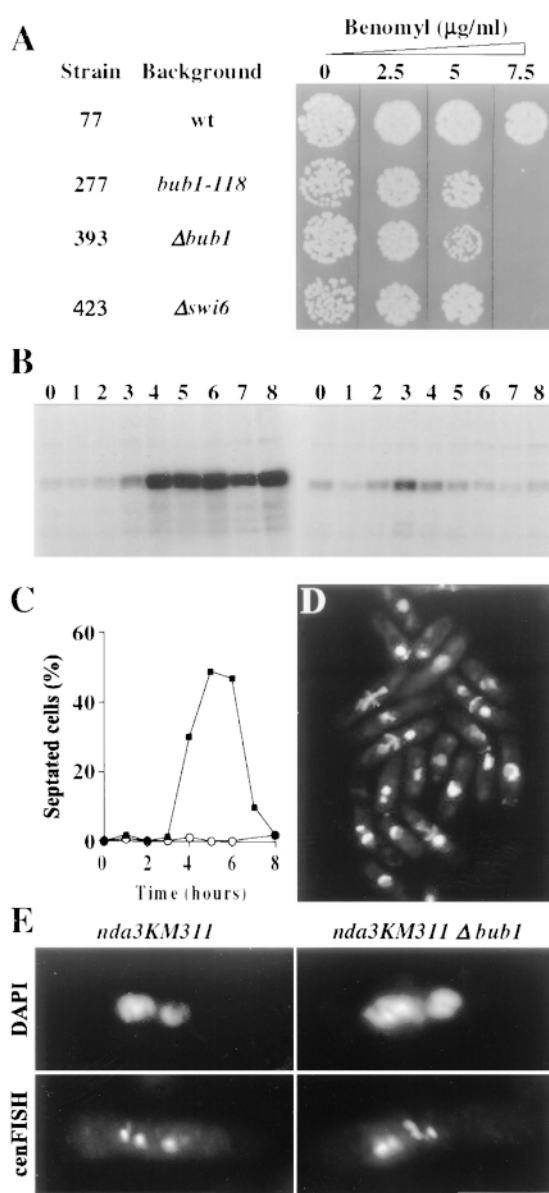 A
Benomyl (µg/ml)
Strain Background 0 2.5 5 7.5
77 wt
277 bub1-118
393 Δbub1
423 Δswi6
B
0 1 2 3 4 5 6 7 8 0 1 2 3 4 5 6 7 8
C
D
Septated cells (%)
60
40
20
0
0 2 4 6 8
Time (hours)
E
nda3KM311 nda3KM311 Δbub1
DAPI
cenFISH